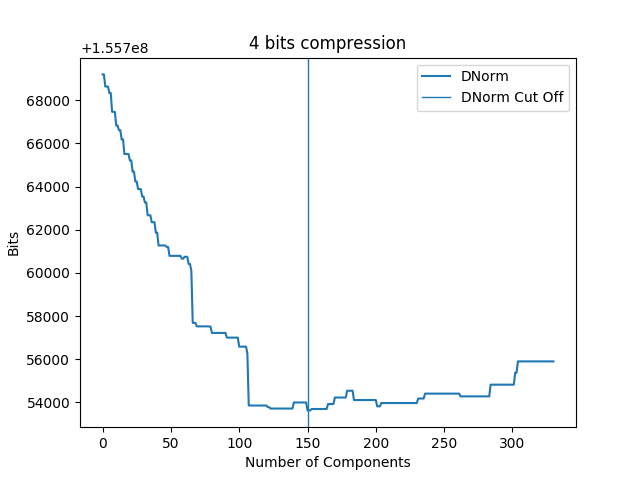 4 bits compression
+1.557e8
DNorm
DNorm Cut Off
68000
66000
64000
62000
60000
58000
56000
54000
Bits
0 50 100 150 200 250 300
Number of Components